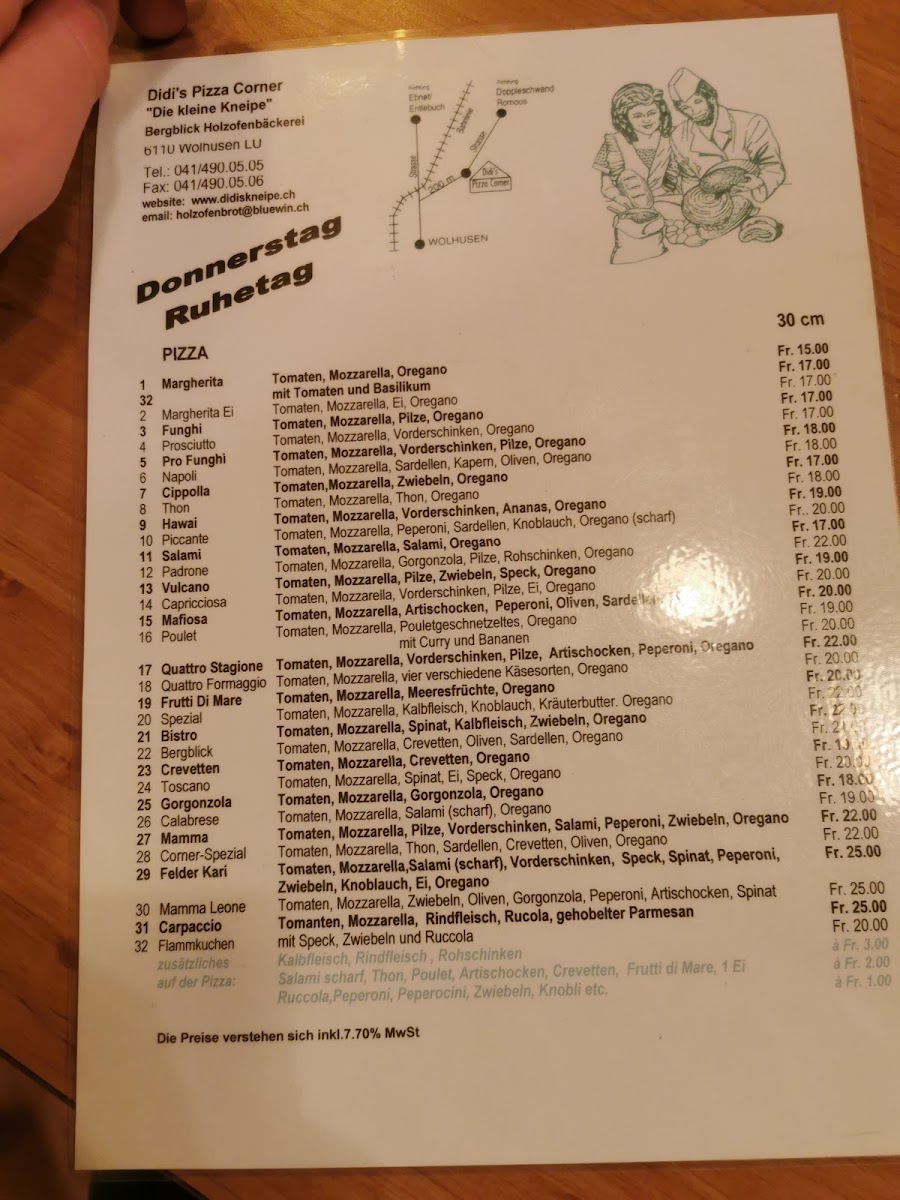 Didi's Pizza Corner
"Die kleine Kneipe"
Bergblick Holzofenbäckerei
6110 Wolhusen LU
Tel.: 041/490.05.05
Fax: 041/490.05.06
website: www.didiskneipe.ch
email: holzofenbrot@bluewin.ch
Richtung
Ebnet/
Entlebuch
Richtung
Doppleschwand
Romoos
Bahnlinie
Strasse
Strasse
200 m
Didi's
Pizza Corner
WOLHUSEN
Donnerstag
Ruhetag
30 cm
PIZZA
1 Margherita Tomaten, Mozzarella, Oregano Fr. 15.00
32 mit Tomaten und Basilikum Fr. 17.00
2 Margherita Ei Tomaten, Mozzarella, Ei, Oregano Fr. 17.00
3 Funghi Tomaten, Mozzarella, Pilze, Oregano Fr. 17.00
4 Prosciutto Tomaten, Mozzarella, Vorderschinken, Oregano Fr. 17.00
5 Pro Funghi Tomaten, Mozzarella, Vorderschinken, Pilze, Oregano Fr. 18.00
6 Napoli Tomaten, Mozzarella, Sardellen, Kapern, Oliven, Oregano Fr. 18.00
7 Cippolla Tomaten,Mozzarella, Zwiebeln, Oregano Fr. 17.00
8 Thon Tomaten, Mozzarella, Thon, Oregano Fr. 18.00
9 Hawai Tomaten, Mozzarella, Vorderschinken, Ananas, Oregano Fr. 19.00
10 Piccante Tomaten, Mozzarella, Peperoni, Sardellen, Knoblauch, Oregano (scharf) Fr.. 20.00
11 Salami Tomaten, Mozzarella, Salami, Oregano Fr. 17.00
12 Padrone Tomaten, Mozzarella, Gorgonzola, Pilze, Rohschinken, Oregano Fr. 22.00
13 Vulcano Tomaten, Mozzarella, Pilze, Zwiebeln, Speck, Oregano Fr. 19.00
14 Capricciosa Tomaten, Mozzarella, Vorderschinken, Pilze, Ei, Oregano Fr. 20.00
15 Mafiosa Tomaten, Mozzarella, Artischocken, Peperoni, Oliven, Sardellen Fr. 20.00
16 Poulet Tomaten, Mozzarella, Pouletgeschnetzeltes, Oregano Fr. 19.00
mit Curry und Bananen Fr. 20.00
17 Quattro Stagione Tomaten, Mozzarella, Vorderschinken, Pilze, Artischocken, Peperoni, Oregano Fr. 22.00
18 Quattro Formaggio Tomaten, Mozzarella, vier verschiedene Käsesorten, Oregano Fr. 20.00
19 Frutti Di Mare Tomaten, Mozzarella, Meeresfrüchte, Oregano Fr. 20.00
20 Spezial Tomaten, Mozzarella, Kalbfleisch, Knoblauch, Kräuterbutter. Oregano Fr. 22.00
21 Bistro Tomaten, Mozzarella, Spinat, Kalbfleisch, Zwiebeln, Oregano Fr.
22 Bergblick Tomaten, Mozzarella, Crevetten, Oliven, Sardellen, Oregano Fr.
23 Crevetten Tomaten, Mozzarella, Crevetten, Oregano Fr.
24 Toscano Tomaten, Mozzarella, Spinat, Ei, Speck, Oregano Fr. 20.00
25 Gorgonzola Tomaten, Mozzarella, Gorgonzola, Oregano Fr. 18.00
26 Calabrese Tomaten, Mozzarella, Salami (scharf), Oregano Fr. 19.00
27 Mamma Tomaten, Mozzarella, Pilze, Vorderschinken, Salami, Peperoni, Zwiebeln, Oregano Fr. 22.00
28 Corner-Spezial Tomaten, Mozzarella, Thon, Sardellen, Crevetten, Oliven, Oregano Fr. 22.00
29 Felder Kari Tomaten, Mozzarella,Salami (scharf), Vorderschinken, Speck, Spinat, Peperoni, Fr. 25.00
Zwiebeln, Knoblauch, Ei, Oregano
30 Mamma Leone Tomaten, Mozzarella, Zwiebeln, Oliven, Gorgonzola, Peperoni, Artischocken, Spinat Fr. 25.00
31 Carpaccio Tomanten, Mozzarella, Rindfleisch, Rucola, gehobelter Parmesan Fr. 25.00
32 Flammkuchen mit Speck, Zwiebeln und Ruccola Fr. 20.00
zusätzliches Kalbfleisch, Rindfleisch , Rohschinken à Fr. 3.00
auf der Pizza: Salami scharf, Thon, Poulet, Artischocken, Crevetten, Frutti di Mare, 1 Ei à Fr. 2.00
Ruccola,Peperoni, Peperocini, Zwiebeln, Knobli etc. à Fr. 1.00
Die Preise verstehen sich inkl.7.70% MwSt